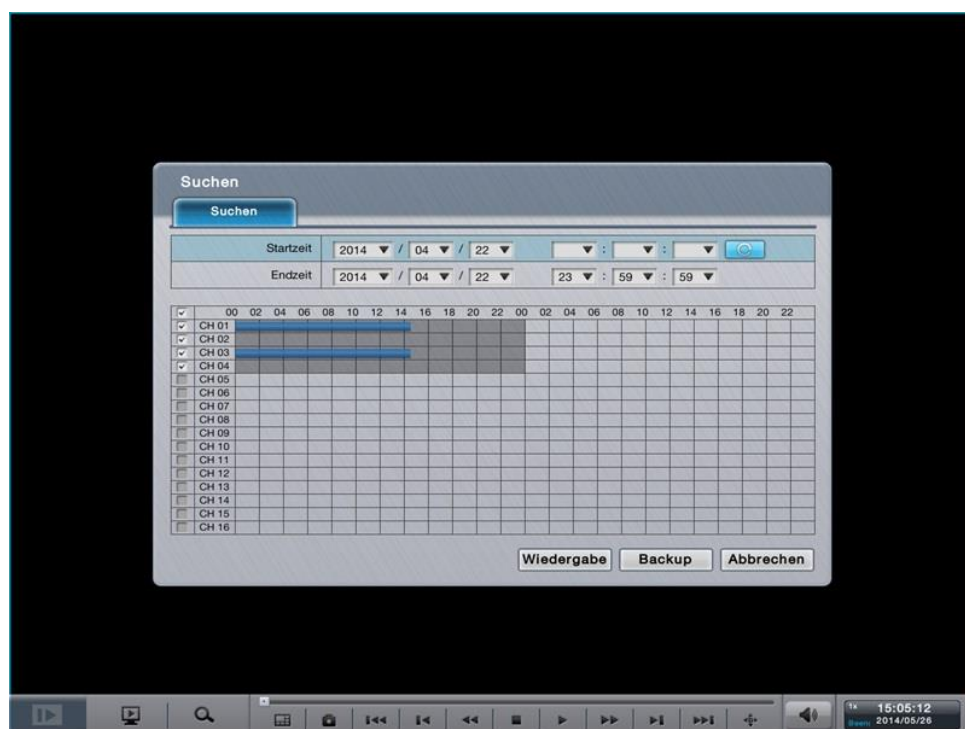 Suchen
Suchen
Startzeit 2014 / 04 / 22 : :
Endzeit 2014 / 04 / 22 23 : 59 : 59
00 02 04 06 08 10 12 14 16 18 20 22 00 02 04 06 08 10 12 14 16 18 20 22
CH 01
CH 02
CH 03
CH 04
CH 05
CH 06
CH 07
CH 08
CH 09
CH 10
CH 11
CH 12
CH 13
CH 14
CH 15
CH 16
Wiedergabe Backup Abbrechen
1x 15:05:12
2014/05/26